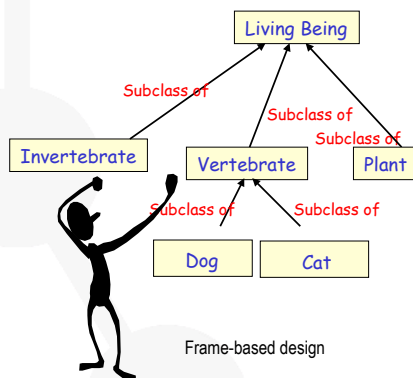 Living Being
Subclass of
Subclass of
Subclass of
Invertebrate
Vertebrate
Plant
Subclass of
Subclass of
Dog
Cat
Frame-based design